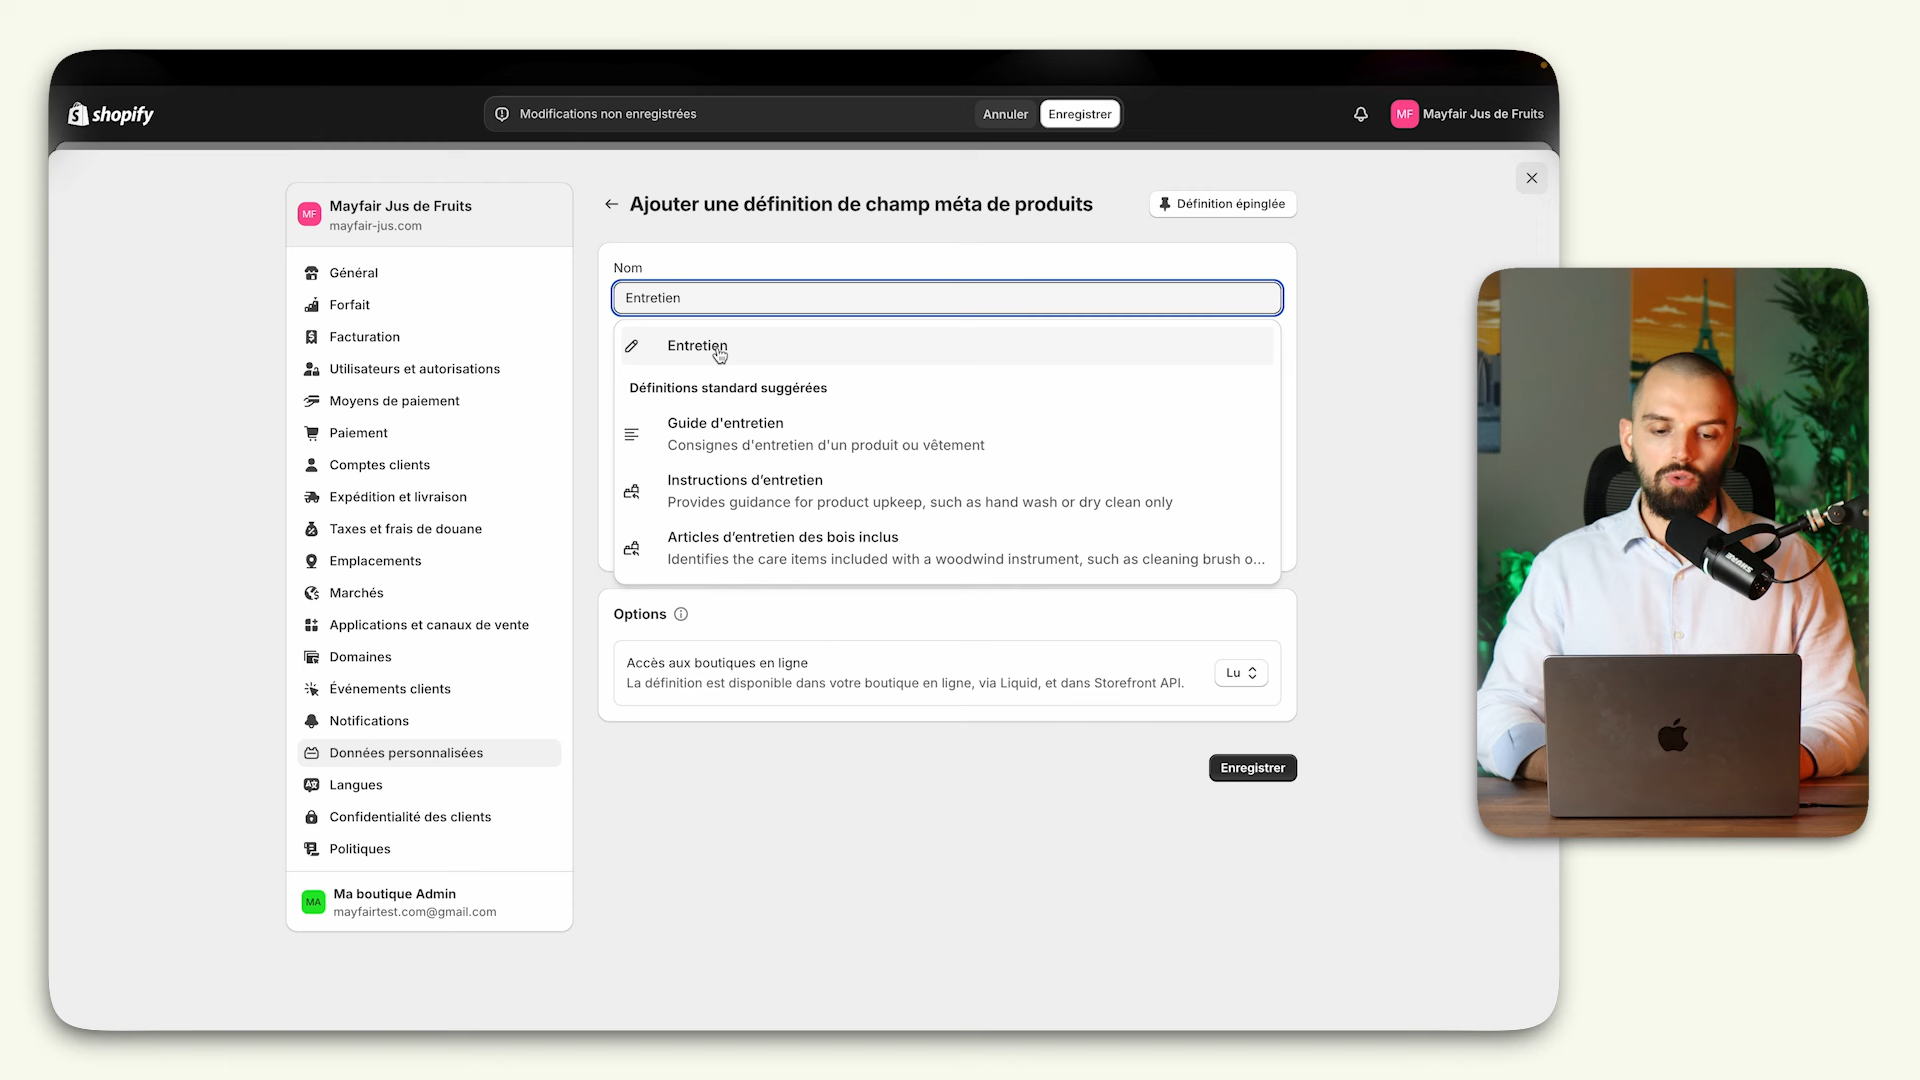 shopify
Modifications non enregistrées
Annuler
Enregistrer
MF
Mayfair Jus de Fruits
MF
Mayfair Jus de Fruits
mayfair-jus.com
Général
Forfait
Facturation
Utilisateurs et autorisations
Moyens de paiement
Paiement
Comptes clients
Expédition et livraison
Taxes et frais de douane
Emplacements
Marchés
Applications et canaux de vente
Domaines
Événements clients
Notifications
Données personnalisées
Langues
Confidentialité des clients
Politiques
MA
Ma boutique Admin
mayfairtest.com@gmail.com
Ajouter une définition de champ méta de produits
Définition épinglée
Nom
Entretien
Entretien
Définitions standard suggérées
Guide d'entretien
Consignes d'entretien d'un produit ou vêtement
Instructions d’entretien
Provides guidance for product upkeep, such as hand wash or dry clean only
Articles d’entretien des bois inclus
Identifies the care items included with a woodwind instrument, such as cleaning brush o...
Options
Accès aux boutiques en ligne
La définition est disponible dans votre boutique en ligne, via Liquid, et dans Storefront API.
Lu
Enregistrer
SHURE